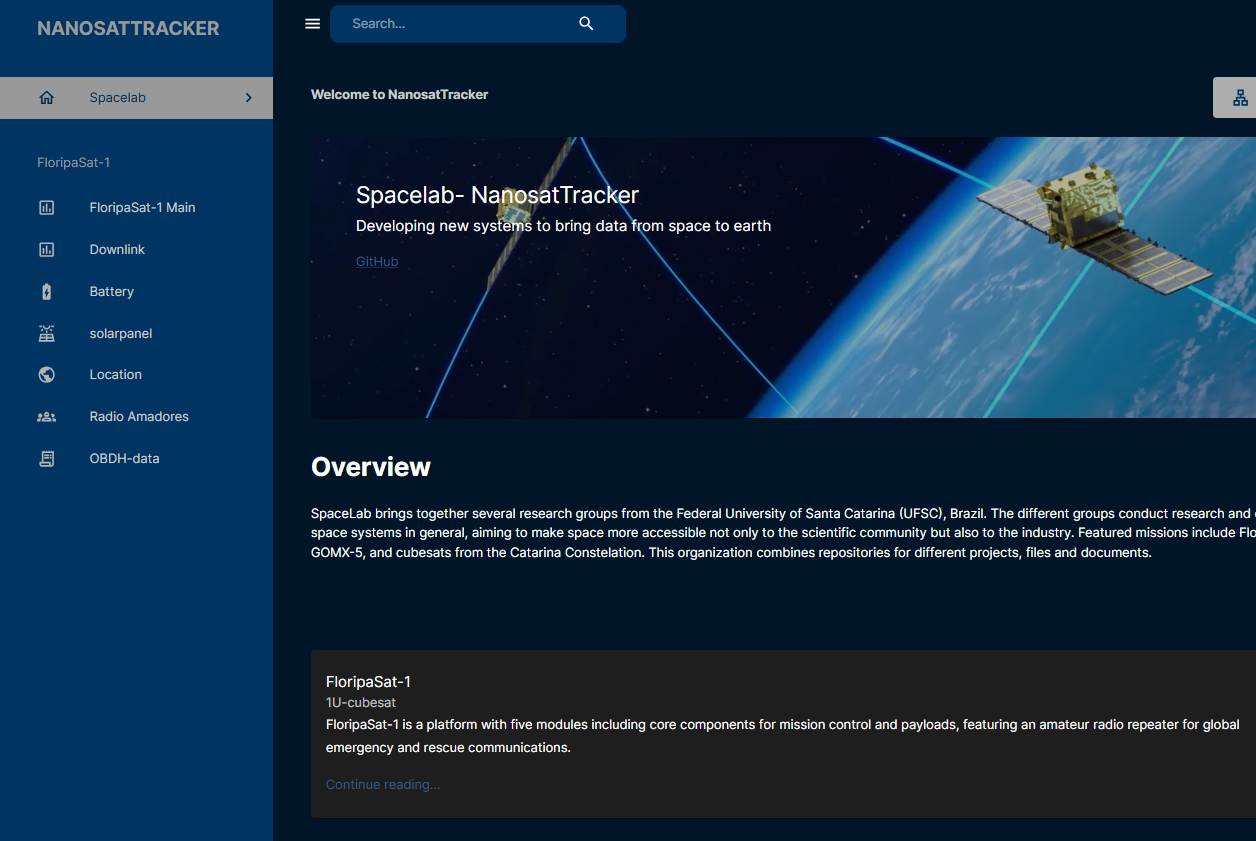 NANOSATTRACKER
Search...
Spacelab
Welcome to NanosatTracker
FloripaSat-1
FloripaSat-1 Main
Downlink
Battery
solarpanel
Location
Radio Amadores
OBDH-data
Spacelab- NanosatTracker
Developing new systems to bring data from space to earth
GitHub
Overview
SpaceLab brings together several research groups from the Federal University of Santa Catarina (UFSC), Brazil. The different groups conduct research and
space systems in general, aiming to make space more accessible not only to the scientific community but also to the industry. Featured missions include Flo
GOMX-5, and cubesats from the Catarina Constelation. This organization combines repositories for different projects, files and documents.
FloripaSat-1
1U-cubesat
FloripaSat-1 is a platform with five modules including core components for mission control and payloads, featuring an amateur radio repeater for global
emergency and rescue communications.
Continue reading...